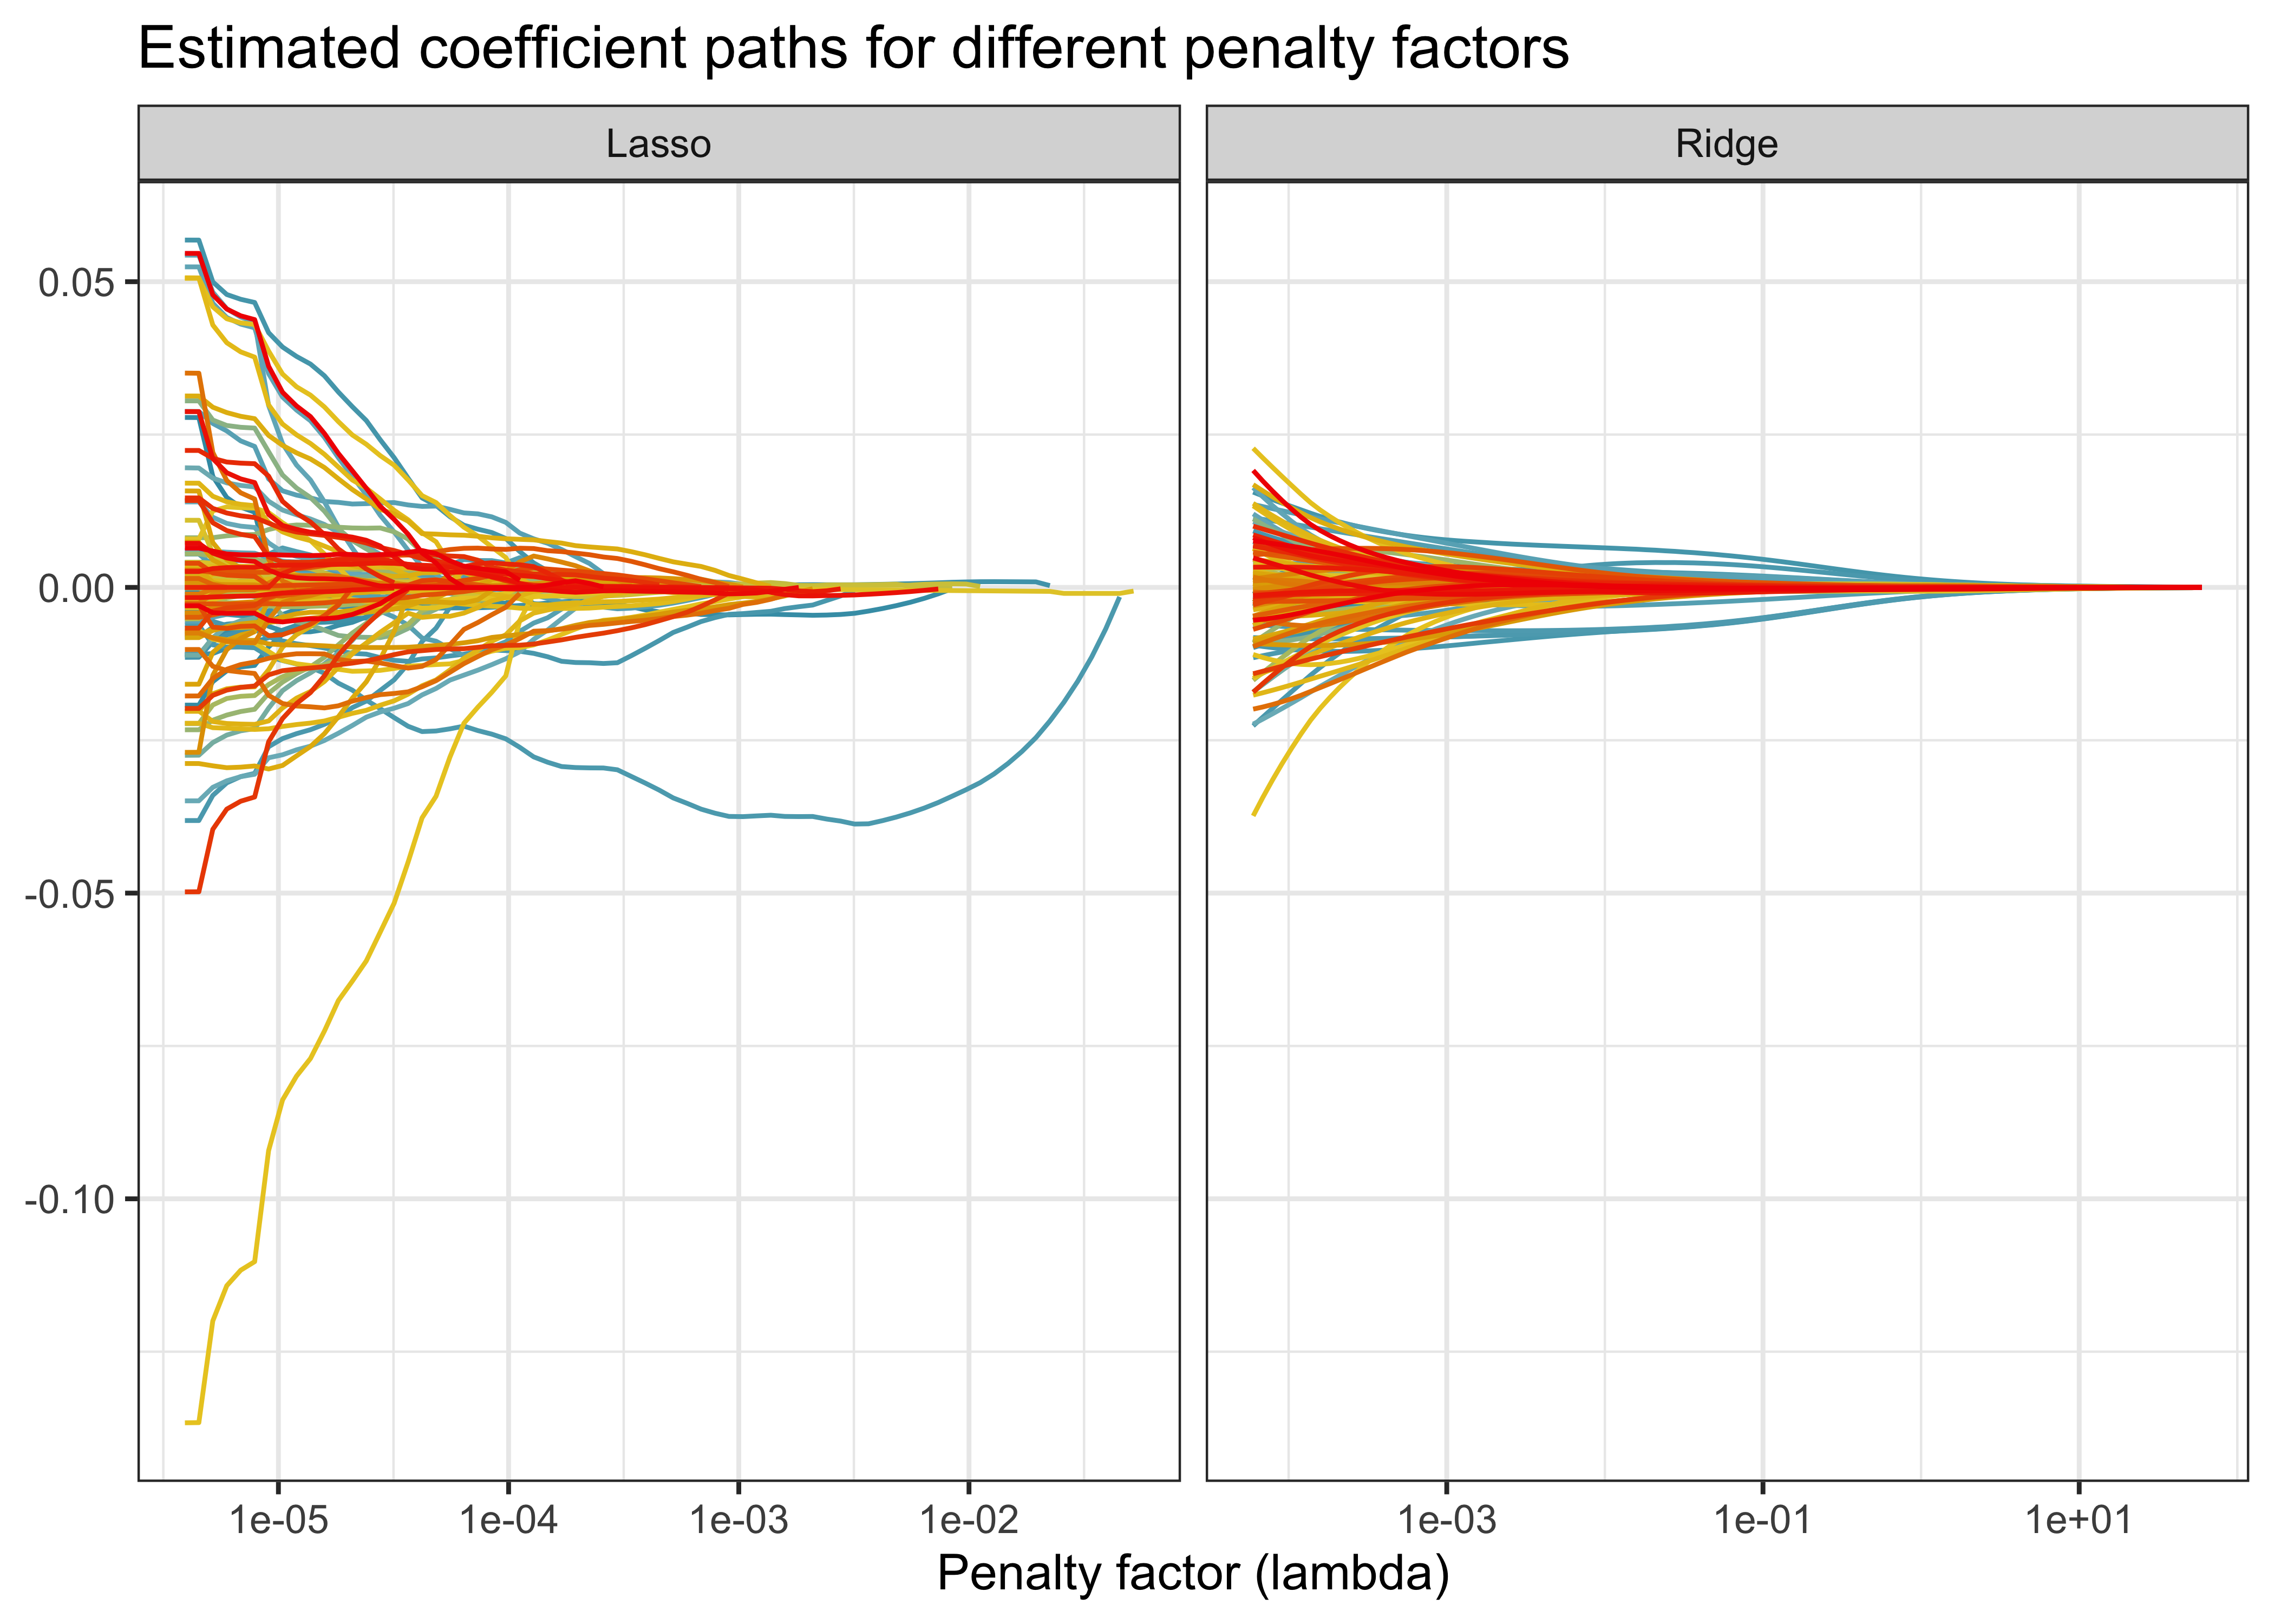 Estimated coefficient paths for different penalty factors
Lasso
Ridge
0.05
0.00
-0.05
-0.10
1e-05 1e-04 1e-03 1e-02
1e-03 1e-01 1e+01
Penalty factor (lambda)